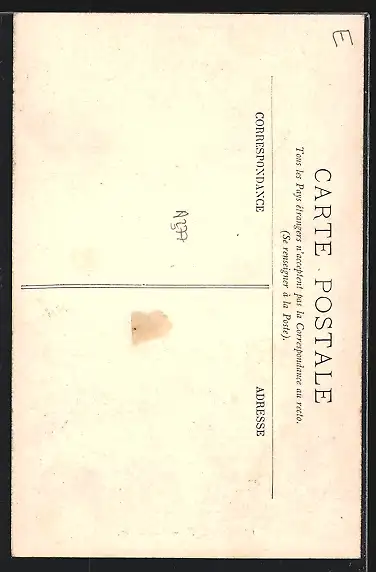 E
CARTE POSTALE
Tous les Pays étrangers n'acceptent pas la Correspondance au recto.
(Se renseigner à la Poste).
CORRESPONDANCE
ADRESSE